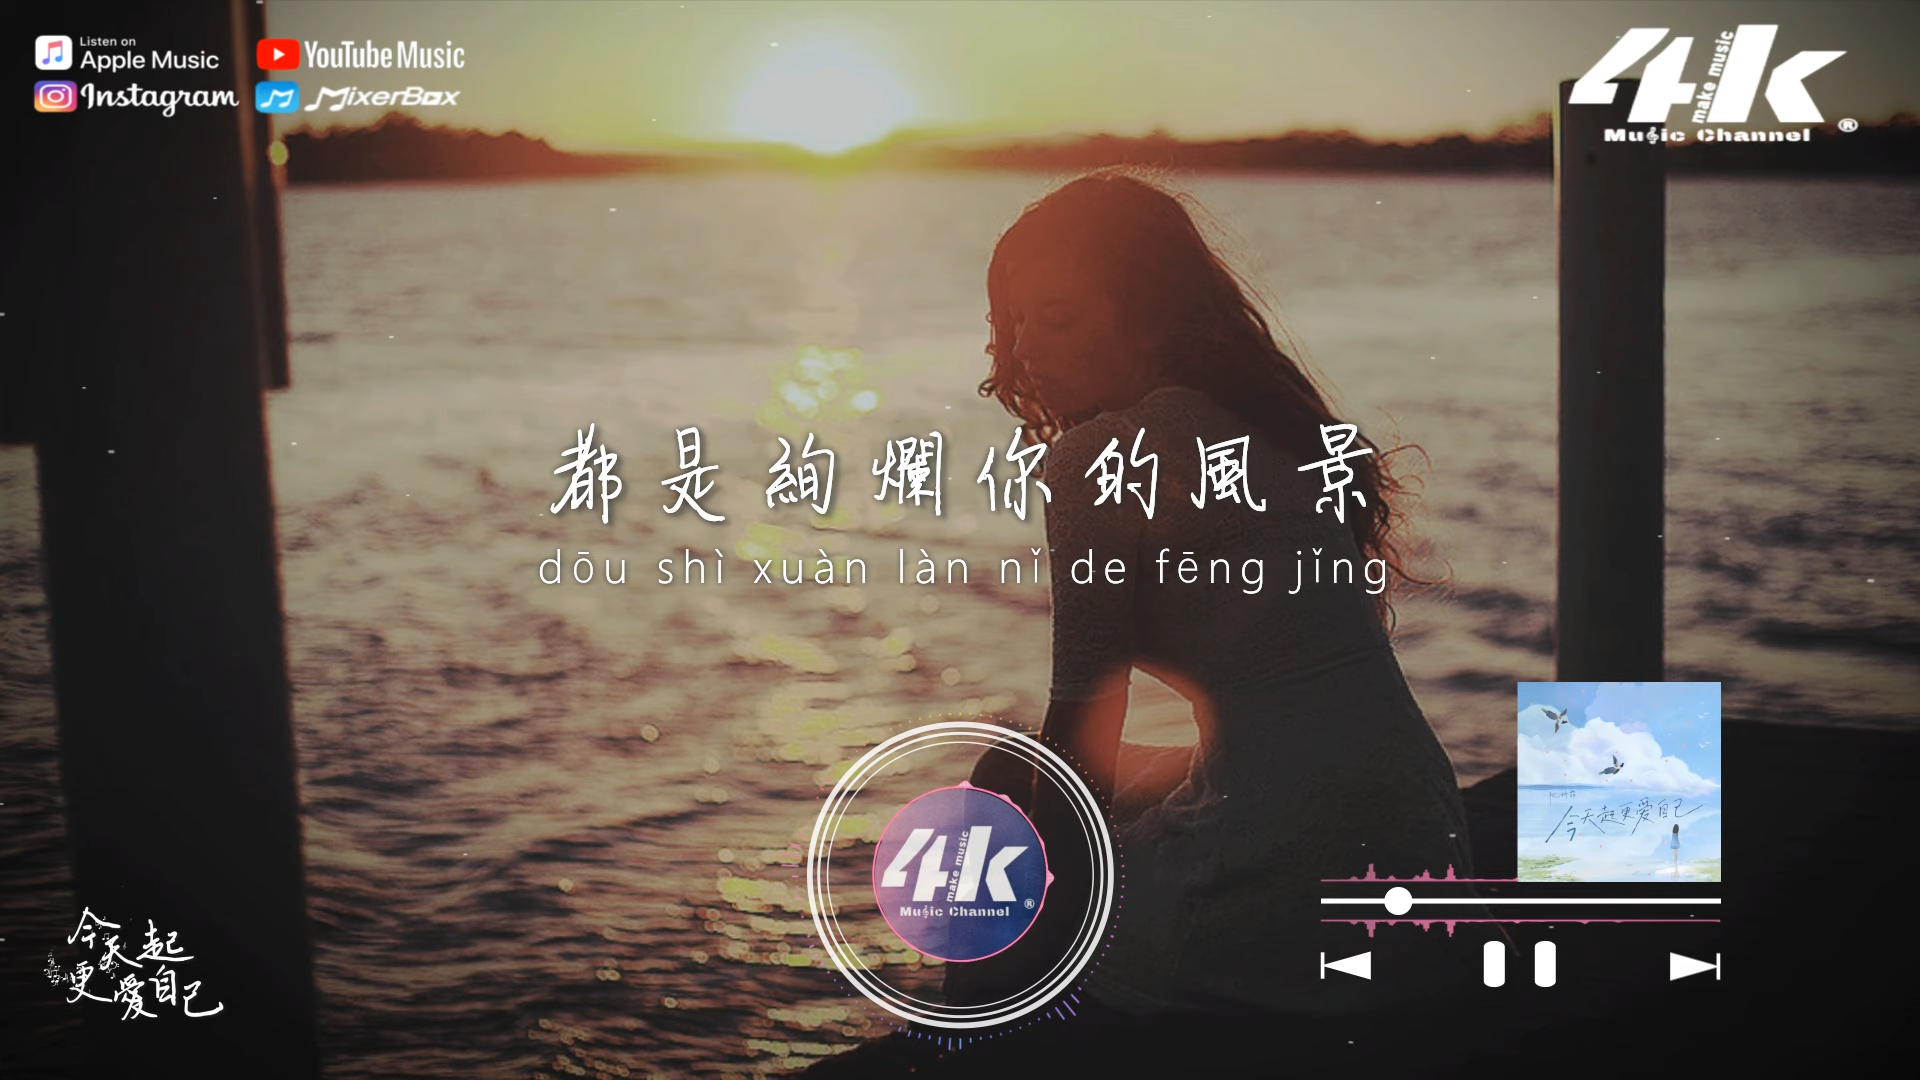 Listen on
Apple Music
YouTube Music
Instagram
MixerBox
4k
make music
Music Channel ®
都是絢爛你的風景
dōu shì xuàn làn nǐ de fēng jǐng
今天起更愛自己
4k
make music
Music Channel ®
今天起
更愛自己